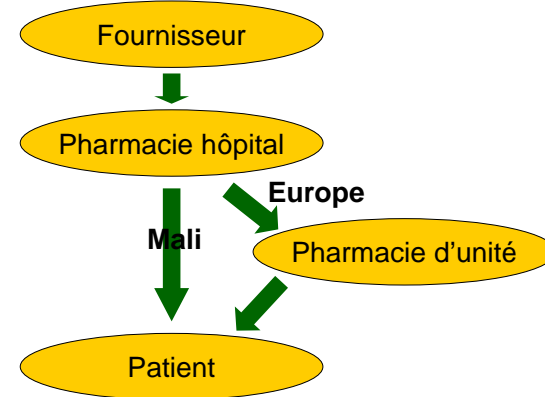 Fournisseur
Pharmacie hôpital
Europe
Mali
Pharmacie d'unité
Patient